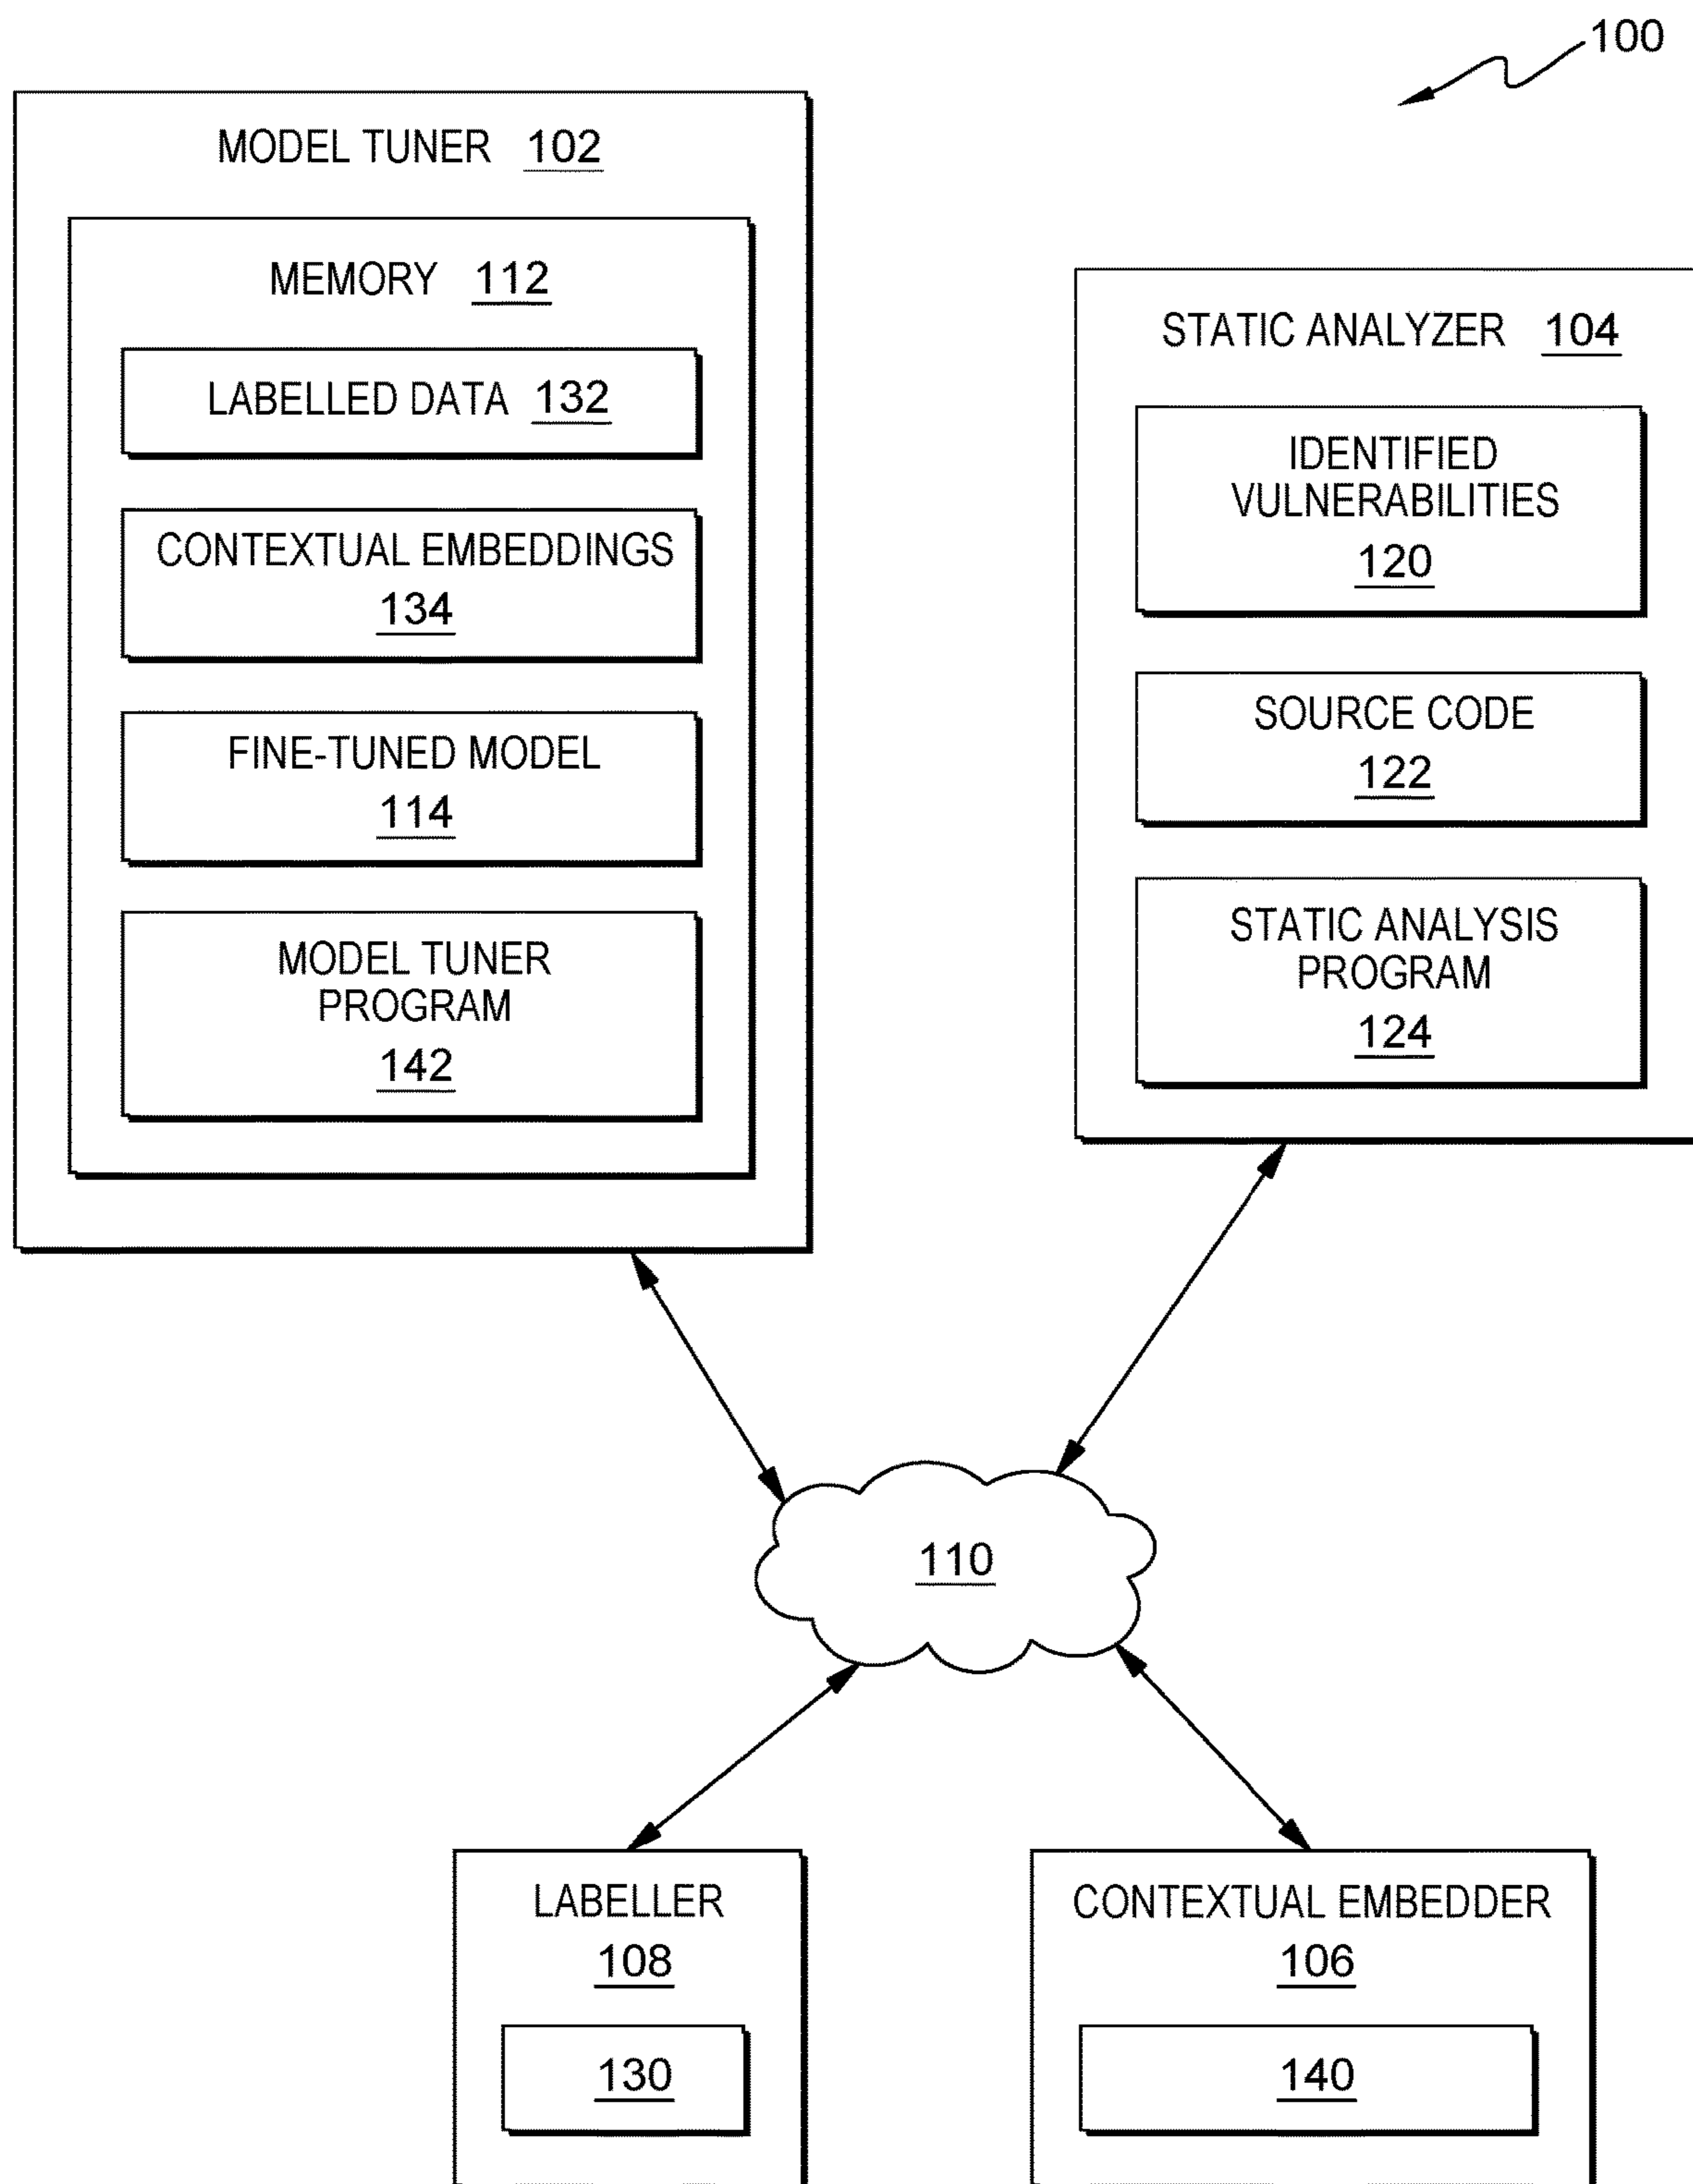 100
MODEL TUNER 102
MEMORY 112
LABELLED DATA 132
CONTEXTUAL EMBEDDINGS
134
FINE-TUNED MODEL
114
MODEL TUNER
PROGRAM
142
STATIC ANALYZER 104
IDENTIFIED
VULNERABILITIES
120
SOURCE CODE
122
STATIC ANALYSIS
PROGRAM
124
110
LABELLER
108
130
CONTEXTUAL EMBEDDER
106
140